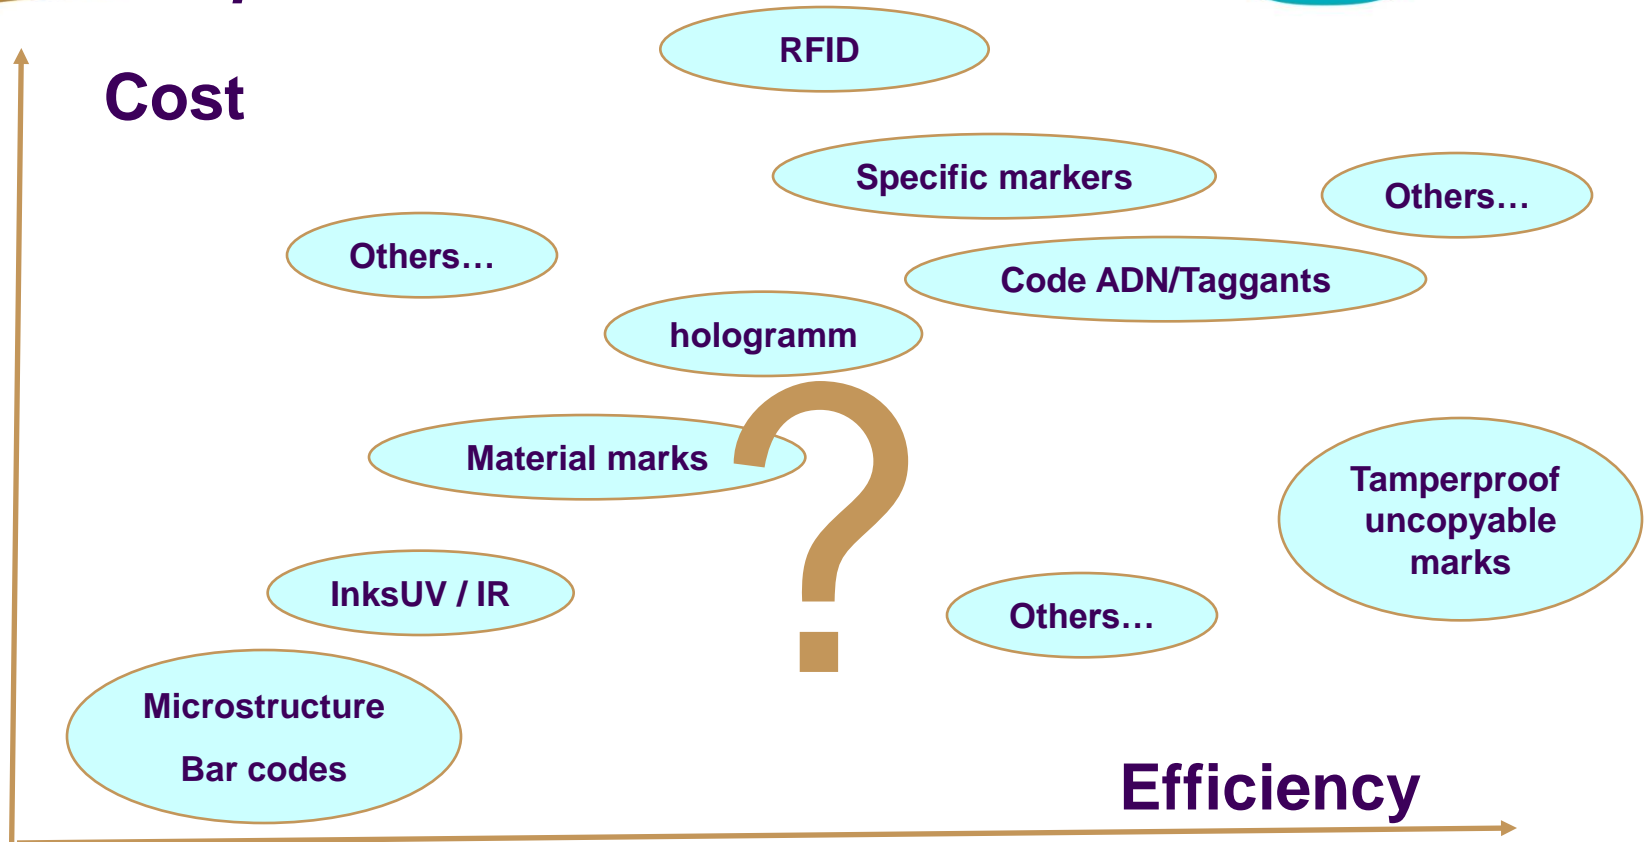 RFID
Cost
Specific markers
Others…
Others…
Code ADN/Taggants
hologramm
?
Material marks
Tamperproof
uncopyable
marks
InksUV / IR
Others…
Microstructure
Bar codes
Efficiency